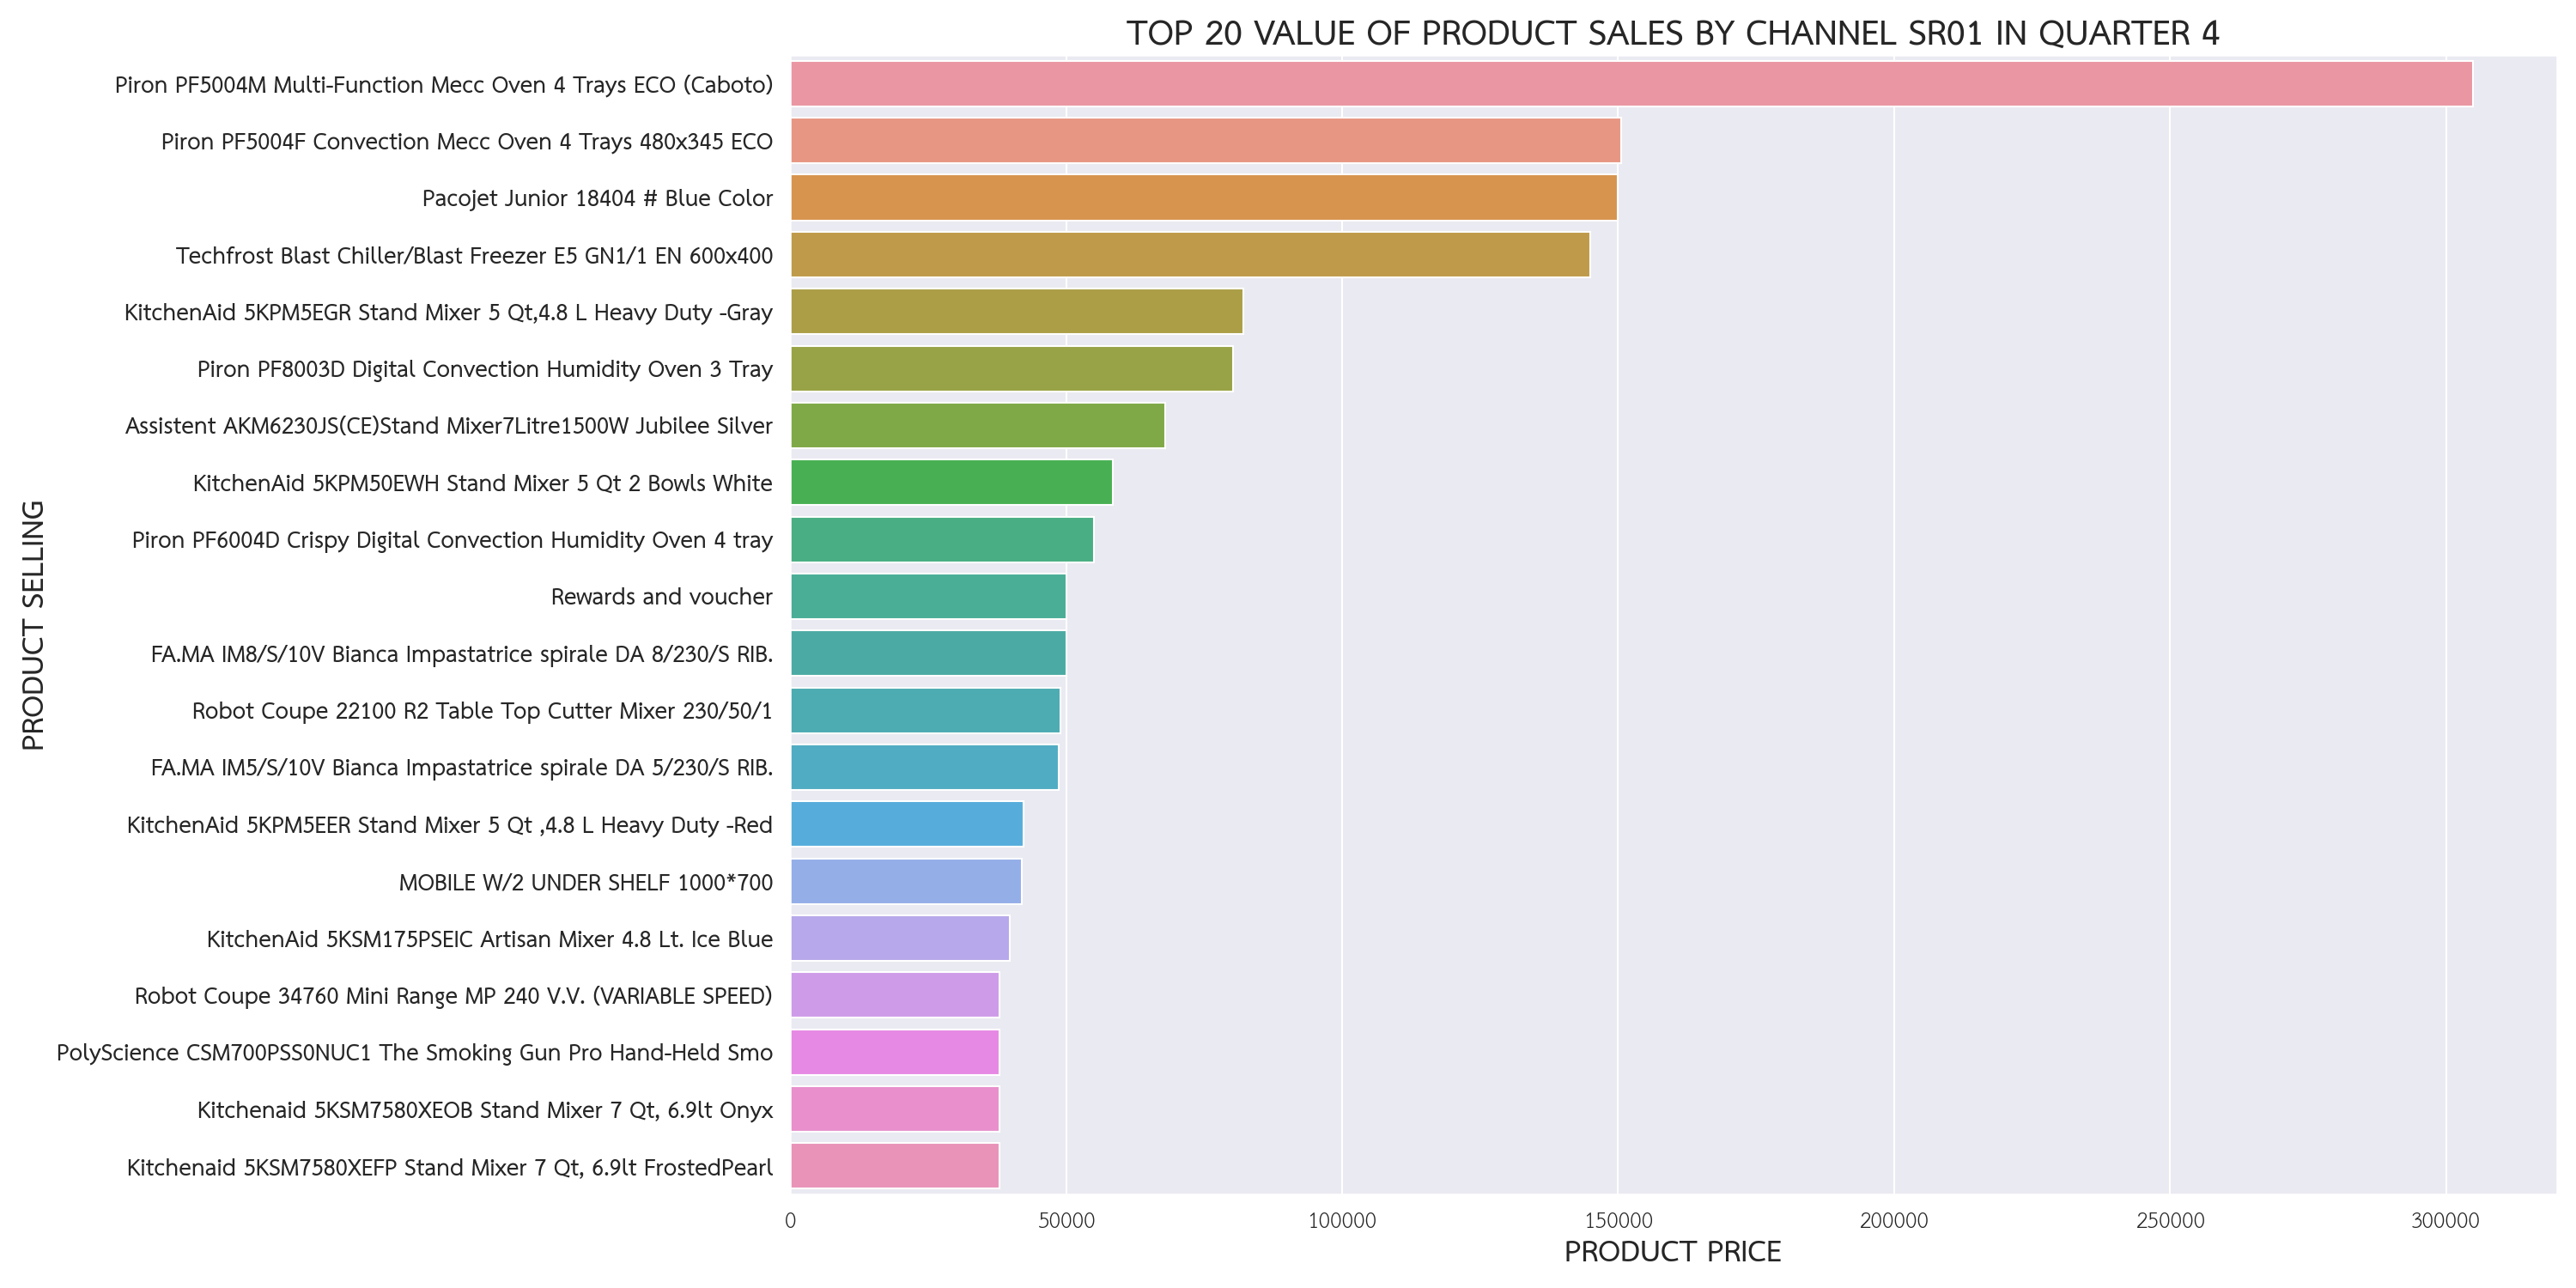 TOP 20 VALUE OF PRODUCT SALES BY CHANNEL SR01 IN QUARTER 4
PRODUCT SELLING
Piron PF5004M Multi-Function Mecc Oven 4 Trays ECO (Caboto)
Piron PF5004F Convection Mecc Oven 4 Trays 480x345 ECO
Pacojet Junior 18404 # Blue Color
Techfrost Blast Chiller/Blast Freezer E5 GN1/1 EN 600x400
KitchenAid 5KPM5EGR Stand Mixer 5 Qt,4.8 L Heavy Duty -Gray
Piron PF8003D Digital Convection Humidity Oven 3 Tray
Assistent AKM6230JS(CE)Stand Mixer7Litre1500W Jubilee Silver
KitchenAid 5KPM50EWH Stand Mixer 5 Qt 2 Bowls White
Piron PF6004D Crispy Digital Convection Humidity Oven 4 tray
Rewards and voucher
FA.MA IM8/S/10V Bianca Impastatrice spirale DA 8/230/S RIB.
Robot Coupe 22100 R2 Table Top Cutter Mixer 230/50/1
FA.MA IM5/S/10V Bianca Impastatrice spirale DA 5/230/S RIB.
KitchenAid 5KPM5EER Stand Mixer 5 Qt ,4.8 L Heavy Duty -Red
MOBILE W/2 UNDER SHELF 1000*700
KitchenAid 5KSM175PSEIC Artisan Mixer 4.8 Lt. Ice Blue
Robot Coupe 34760 Mini Range MP 240 V.V. (VARIABLE SPEED)
PolyScience CSM700PSS0NUC1 The Smoking Gun Pro Hand-Held Smo
Kitchenaid 5KSM7580XEOB Stand Mixer 7 Qt, 6.9lt Onyx
Kitchenaid 5KSM7580XEFP Stand Mixer 7 Qt, 6.9lt FrostedPearl
0 50000 100000 150000 200000 250000 300000
PRODUCT PRICE